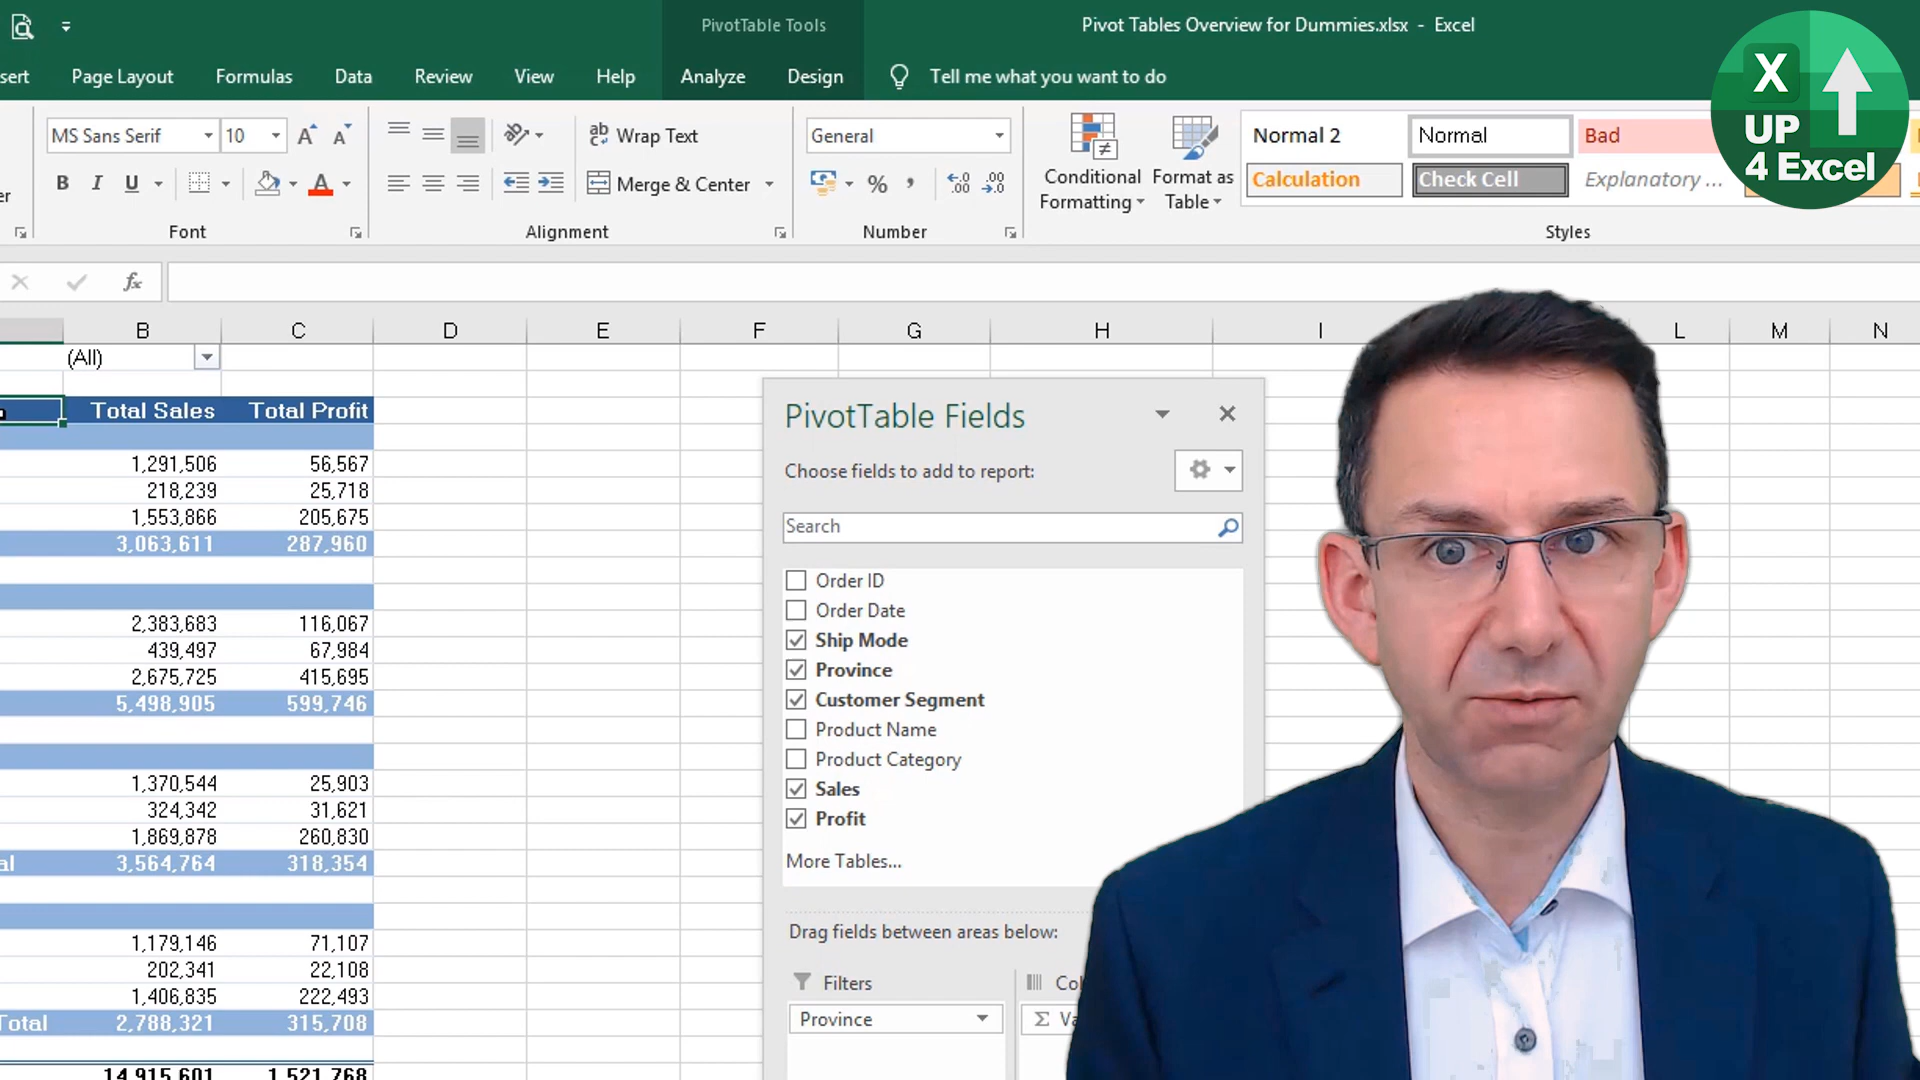 PivotTable Tools
Pivot Tables Overview for Dummies.xlsx - Excel
sert Page Layout Formulas Data Review View Help Analyze Design Tell me what you want to do
X
UP
4 Excel
MS Sans Serif 10 A A
ab Wrap Text
General
Normal 2 Normal Bad
B I U A
Merge & Center
% ,
.00 .00
Conditional
Formatting
Format as
Table
Calculation Check Cell Explanatory ...
er
Font Alignment Number Styles
fx
B C D E F G H I L M N
(All)
Total Sales Total Profit
1,291,506 56,567
218,239 25,718
1,553,866 205,675
3,063,611 287,960
2,383,683 116,067
439,497 67,984
2,675,725 415,695
5,498,905 599,746
1,370,544 25,903
324,342 31,621
1,869,878 260,830
al 3,564,764 318,354
1,179,146 71,107
202,341 22,108
1,406,835 222,493
Total 2,788,321 315,708
14,915,601 1,521,768
PivotTable Fields
Choose fields to add to report:
Search
Order ID
Order Date
Ship Mode
Province
Customer Segment
Product Name
Product Category
Sales
Profit
More Tables...
Drag fields between areas below:
Filters Col
Province Σ Va